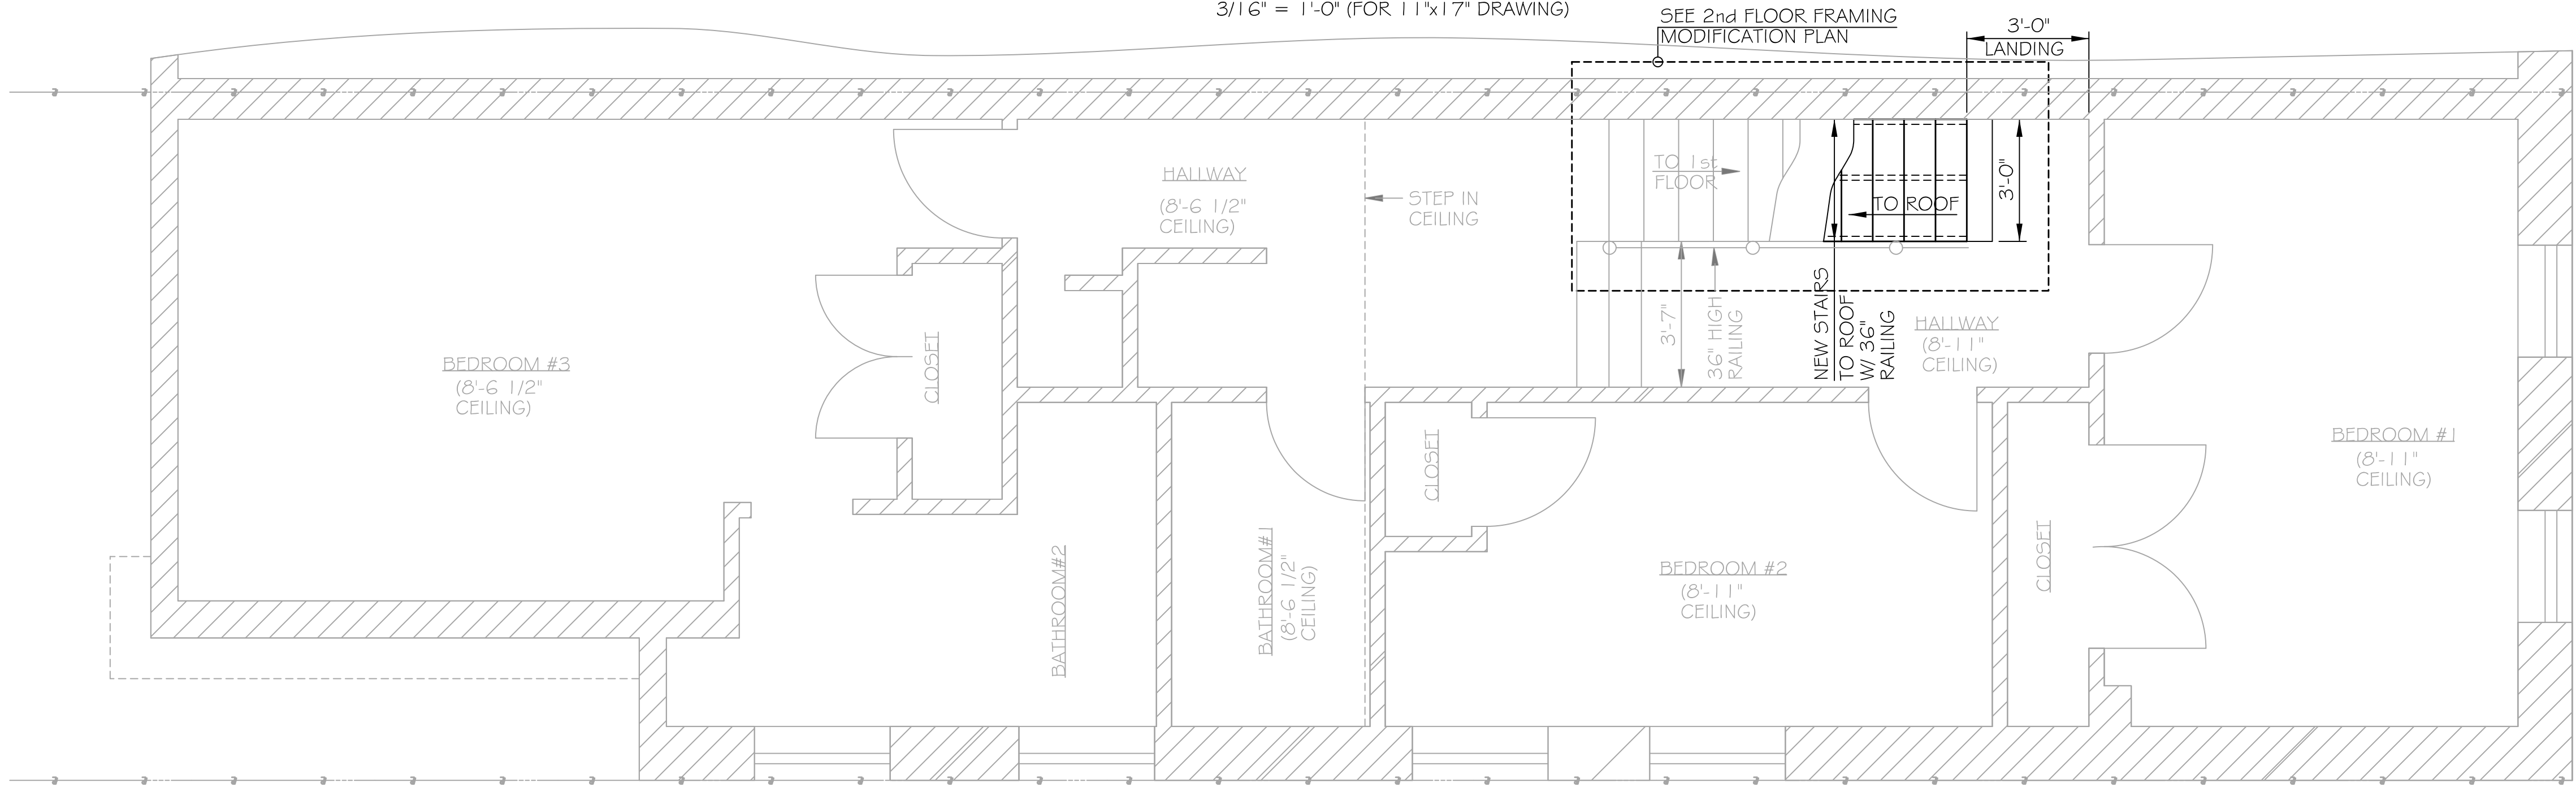 3/16" = 1'-0" (FOR 11"x17" DRAWING)
SEE 2nd FLOOR FRAMING
MODIFICATION PLAN
3'-0"
LANDING
HALLWAY
(8'-6 1/2"
CEILING)
STEP IN
CEILING
TO 1st
FLOOR
TO ROOF
3'-0"
BEDROOM #3
(8'-6 1/2"
CEILING)
CLOSET
3'-7"
36" HIGH
RAILING
NEW STAIRS
TO ROOF
W/ 36"
RAILING
HALLWAY
(8'-11"
CEILING)
BEDROOM #1
(8'-11"
CEILING)
CLOSET
BATHROOM#2
BATHROOM#1
(8'-6 1/2"
CEILING)
BEDROOM #2
(8'-11"
CEILING)
CLOSET